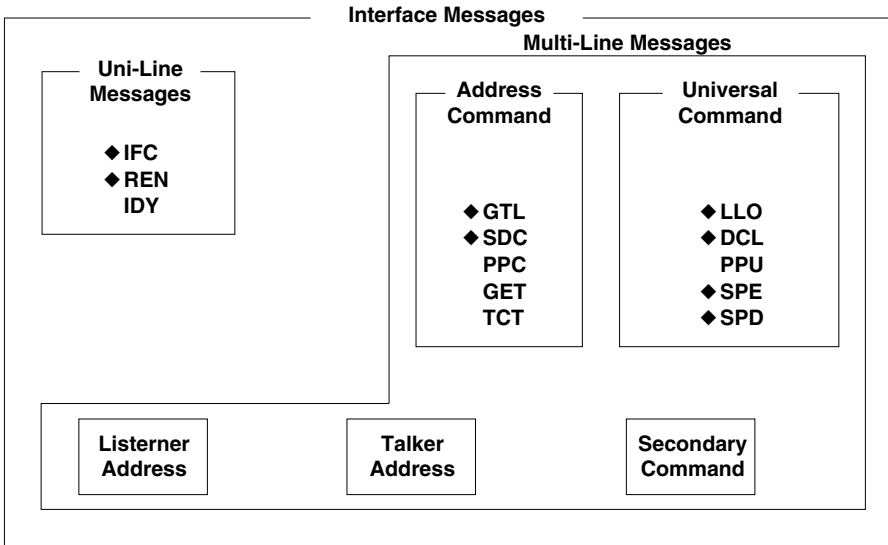 Interface Messages
Multi-Line Messages
Uni-Line
Messages
◆IFC
◆REN
IDY
Address
Command
◆GTL
◆SDC
PPC
GET
TCT
Universal
Command
◆LLO
◆DCL
PPU
◆SPE
◆SPD
Listerner
Address
Talker
Address
Secondary
Command